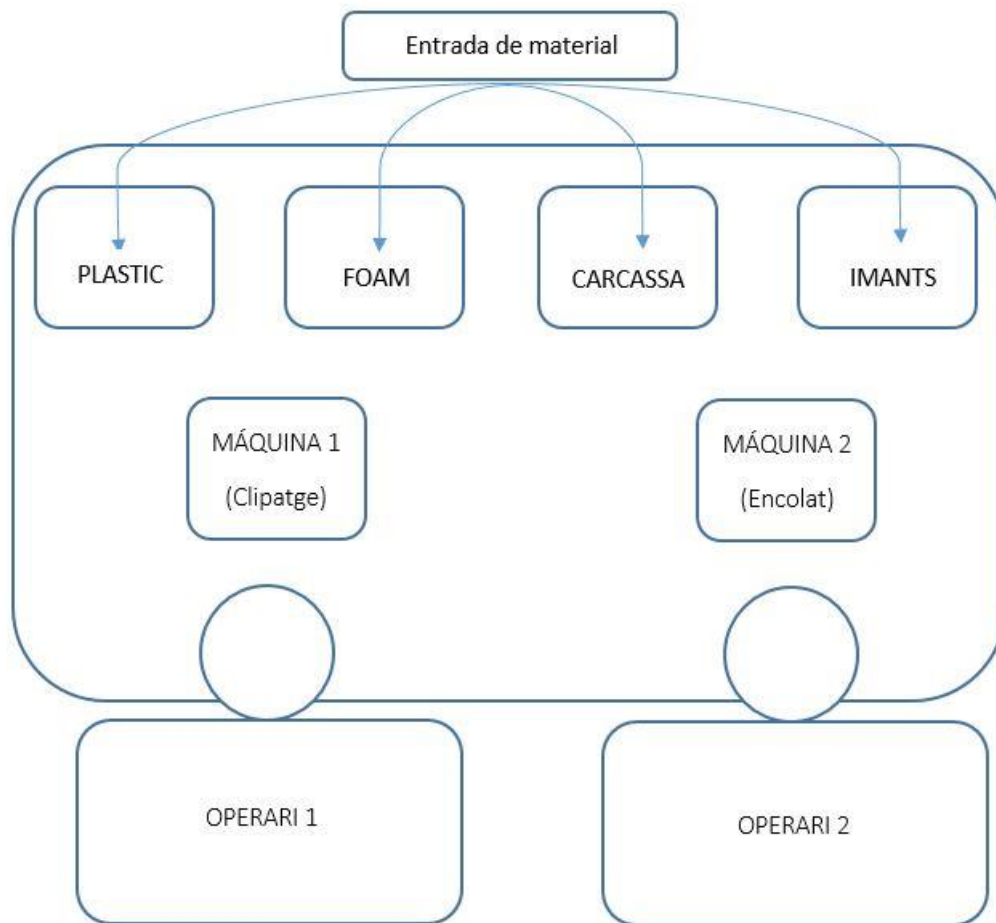 Entrada de material
PLASTIC
FOAM
CARCASSA
IMANTS
MÁQUINA 1
(Clipatge)
MÁQUINA 2
(Encolat)
OPERARI 1
OPERARI 2